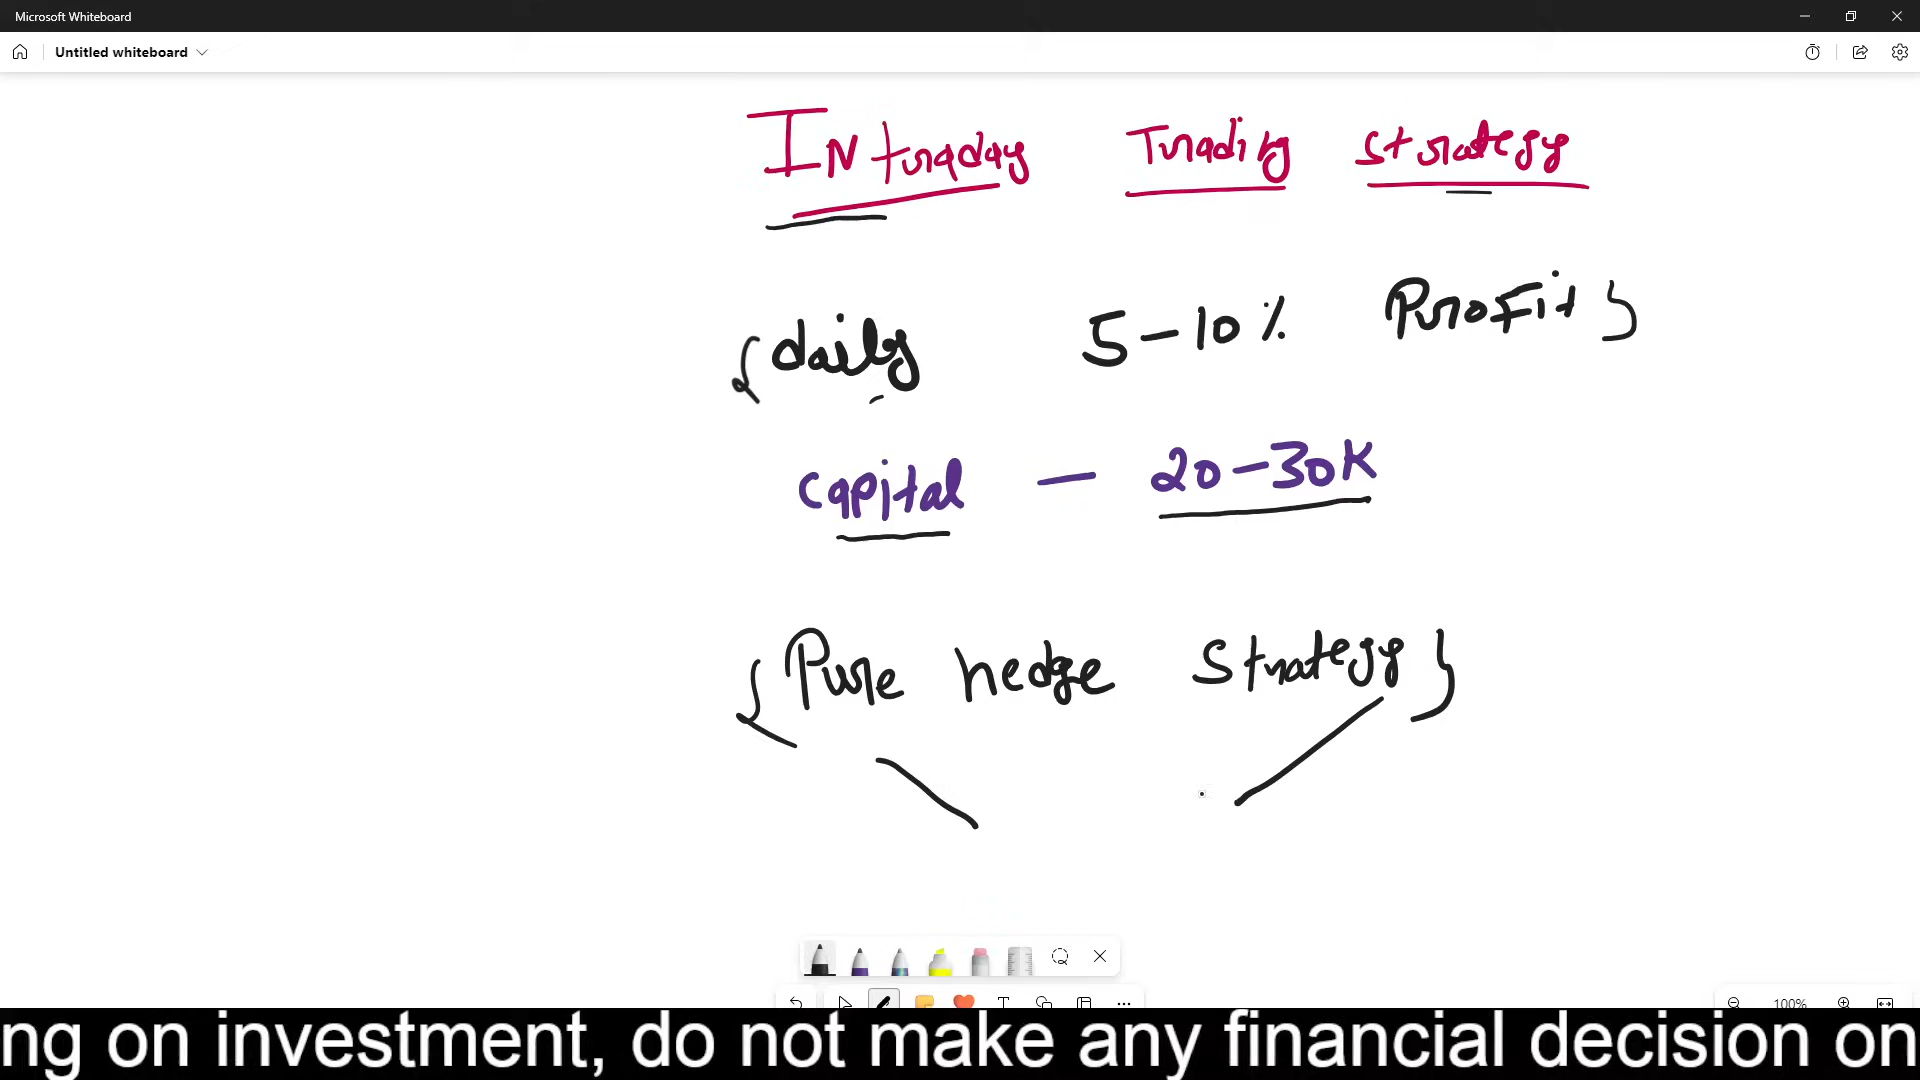 Microsoft Whiteboard
Untitled whiteboard
Intraday Trading Strategy
{daily 5-10% Profit}
Capital - 20-30K
{Pure hedge Strategy}
100%
ng on investment, do not make any financial decision on